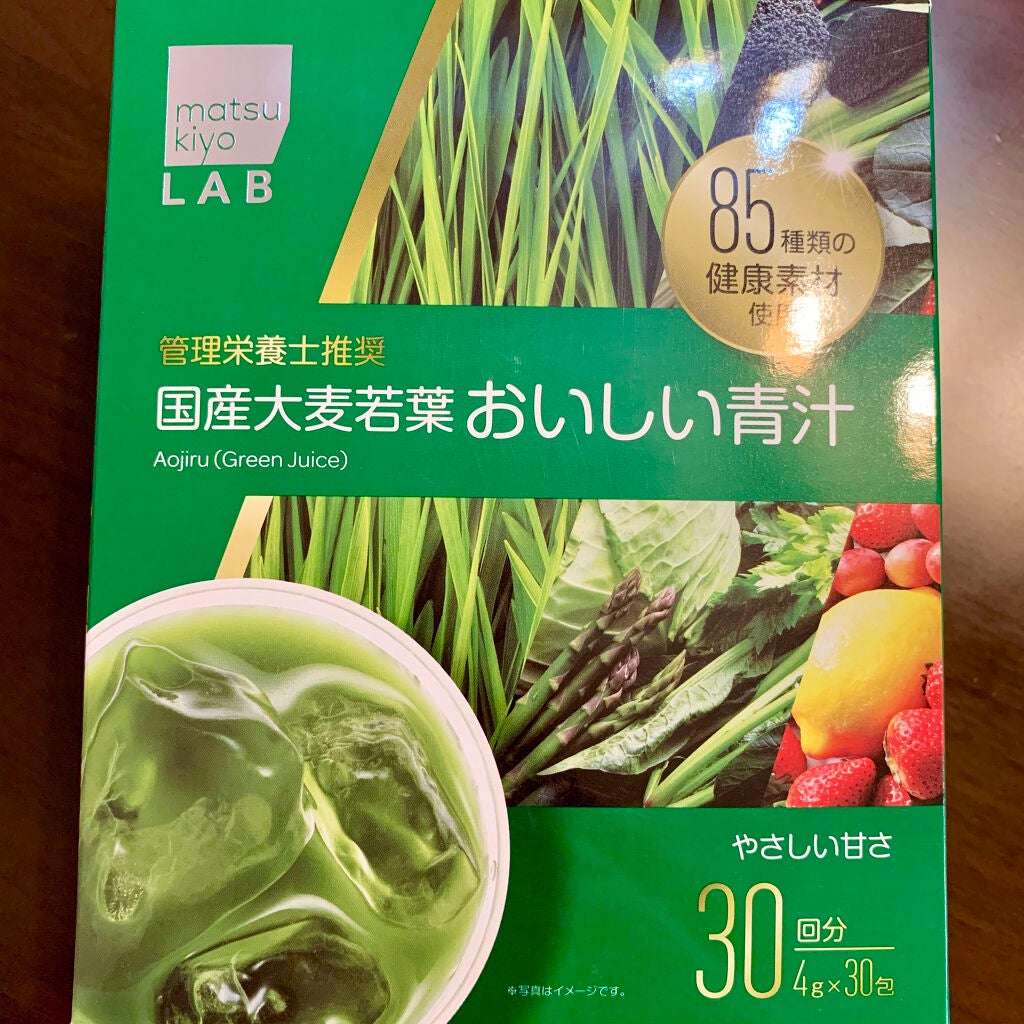 matsu
kiyo
LAB
85種類の
健康素材
使用
管理栄養士推奨
国産大麦若葉 おいしい青汁
Aojiru (Green Juice)
やさしい甘さ
30回分
4g×30包
※写真はイメージです。